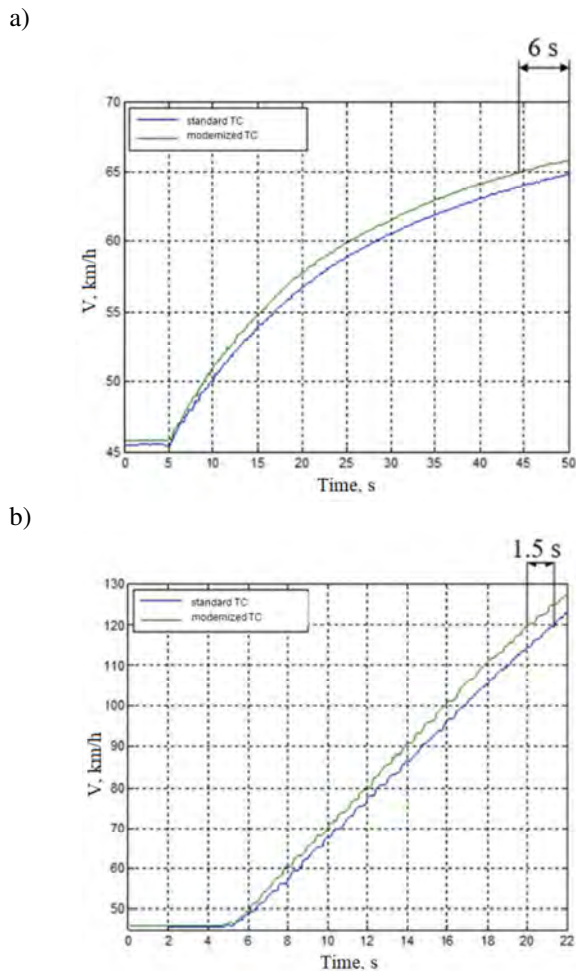 a)
6 s
70
standard TC
modernized TC
65
60
55
50
45
V, km/h
0 5 10 15 20 25 30 35 40 45 50
Time, s
b)
1.5 s
130
standard TC
modernized TC
120
110
100
90
80
70
60
50
V, km/h
0 2 4 6 8 10 12 14 16 18 20 22
Time, s